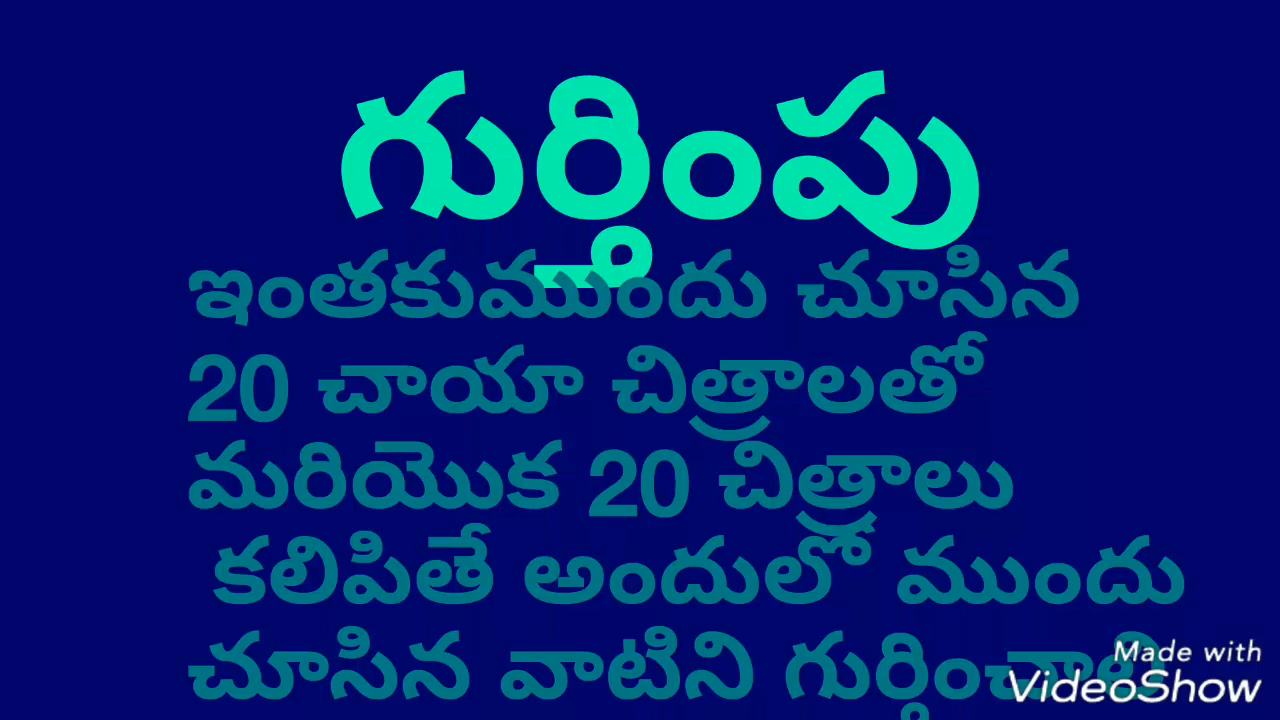 గుర్తింపు
ఇంతకుముందు చూసిన
20 చాయా చిత్రాలతో
మరియొక 20 చిత్రాలు
కలిపితే అందులో ముందు
చూసిన వాటిని గుర్తించాలి
Made with
VideoShow